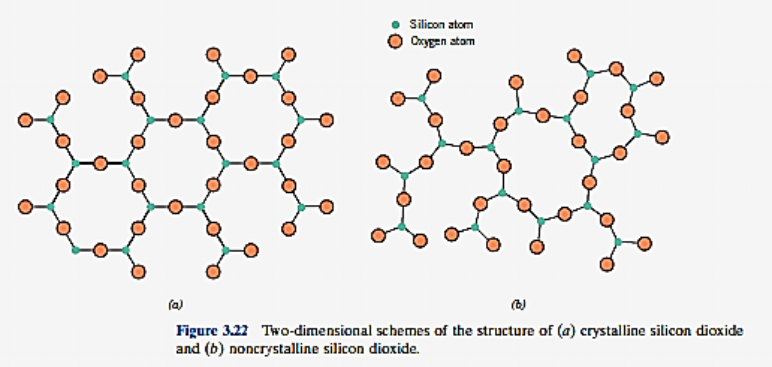 Silicon atom
Oxygen atom
(a)
(b)
Figure 3.22 Two-dimensional schemes of the structure of (a) crystalline silicon dioxide
and (b) noncrystalline silicon dioxide.